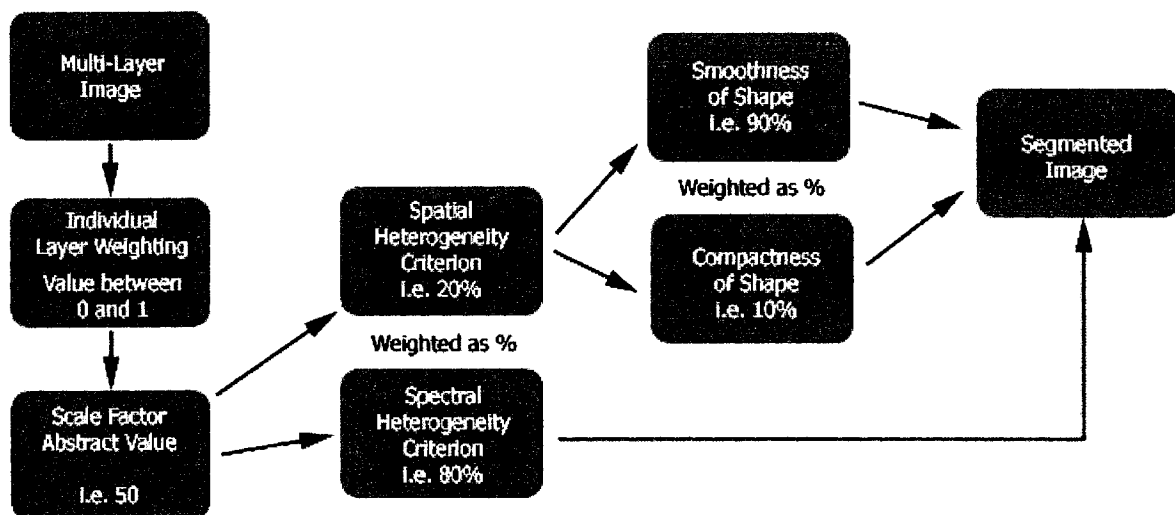 Multi-Layer
Image
Individual
Layer Weighting
Value between
0 and 1
Scale Factor
Abstract Value
i.e. 50
Spatial
Heterogeneity
Criterion
i.e. 20%
Weighted as %
Spectral
Heterogeneity
Criterion
i.e. 80%
Smoothness
of Shape
i.e. 90%
Weighted as %
Compactness
of Shape
i.e. 10%
Segmented
Image